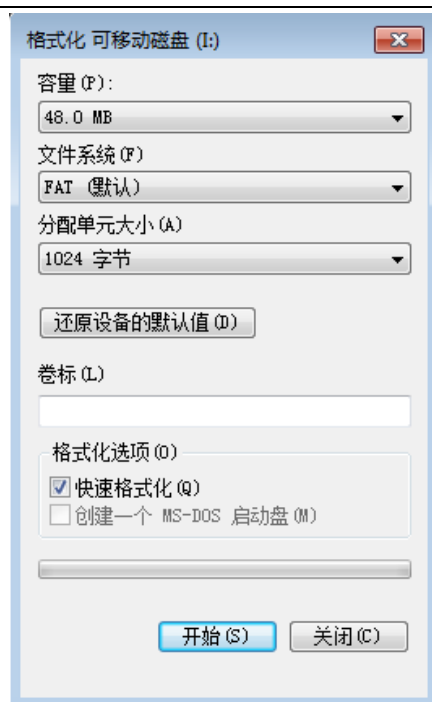 格式化 可移动磁盘 (I:)
容量(P):
48.0 MB
文件系统(F)
FAT (默认)
分配单元大小(A)
1024 字节
还原设备的默认值(D)
卷标(L)
格式化选项(O)
快速格式化(Q)
创建一个 MS-DOS 启动盘(M)
开始(S) 关闭(C)